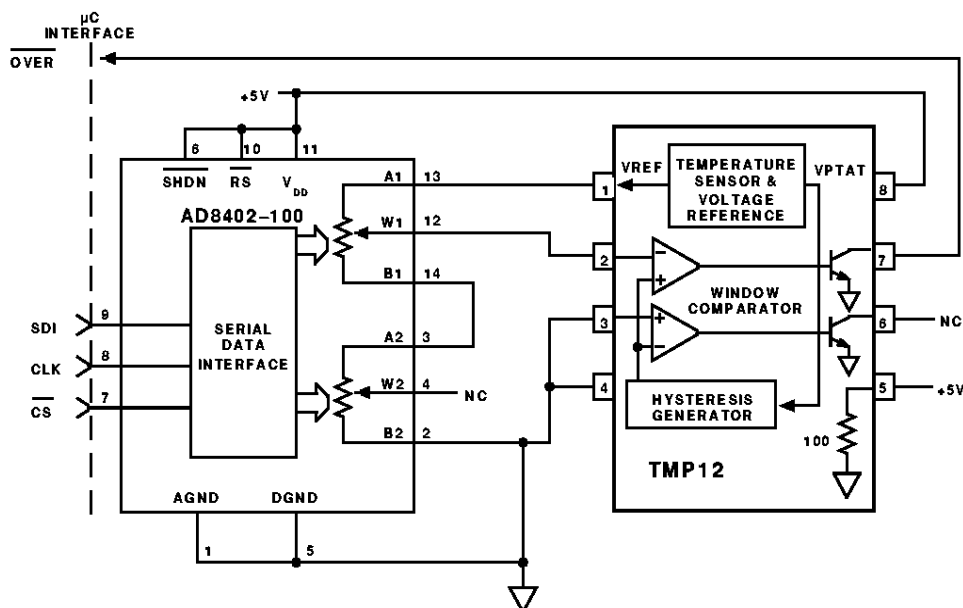 µC
INTERFACE
OVER
+5V
6 10 11
SHDN RS VDD
AD8402-100
A1 13
W1 12
B1 14
A2 3
W2 4 NC
B2 2
SERIAL
DATA
INTERFACE
SDI 9
CLK 8
CS 7
AGND DGND
1 5
1 VREF
TEMPERATURE
SENSOR &
VOLTAGE
REFERENCE
VPTAT 8
2 − + 7
WINDOW
COMPARATOR
3 + − 6 NC
4
HYSTERESIS
GENERATOR
5 +5V
100
TMP12